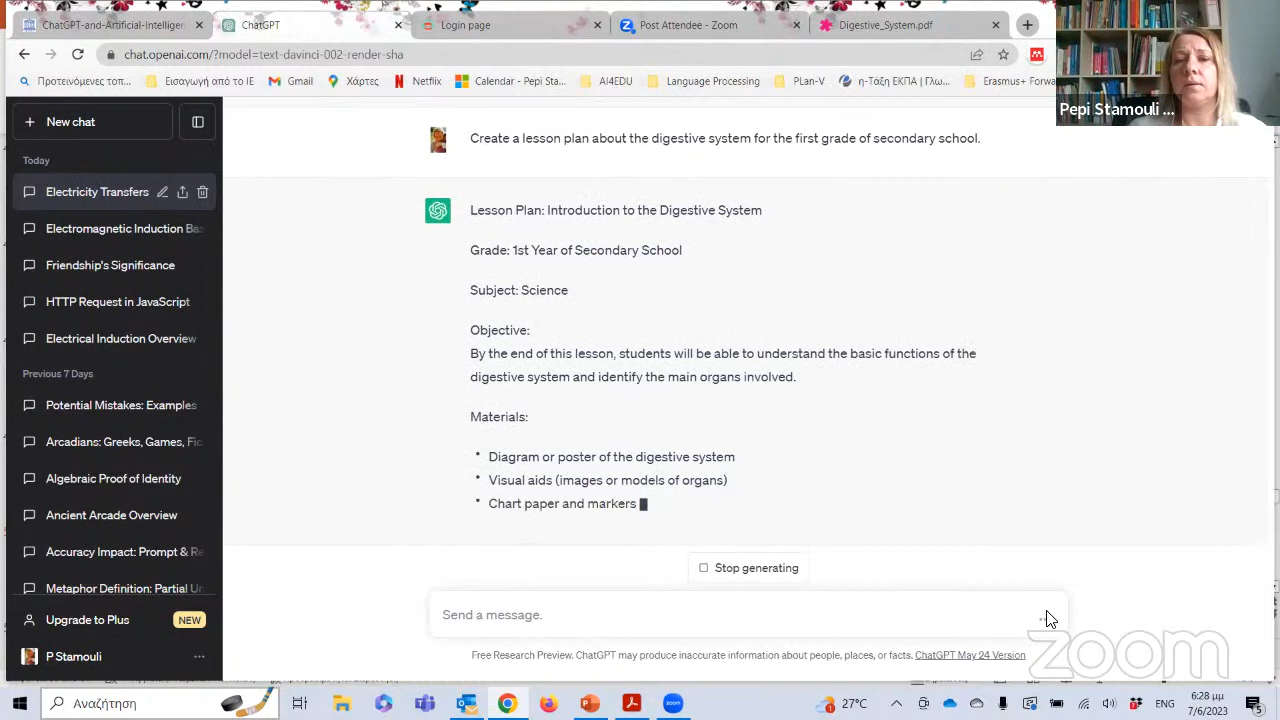 ChatGPT-and-Artificial-Intelligen
ChatGPT
Login page
Post Attendee - Zoom
Digestive_System.pdf
chat.openai.com/?model=text-davinci-002-render-sha
Προτεινόμενες τοπ...
Εισαγωγή από το IE
Gmail
Χάρτες
Netflix
Calendar - Pepi Sta...
AI4EDU
Language Processing
PLan-V
η-Τάξη ΕΚΠΑ | Γλω...
Erasmus+ Forwa
Pepi Stamouli ...
New chat
Today
Electricity Transfers
Electromagnetic Induction Bas
Friendship's Significance
HTTP Request in JavaScript
Electrical Induction Overview
Previous 7 Days
Potential Mistakes: Examples
Arcadians: Greeks, Games, Fic
Algebraic Proof of Identity
Ancient Arcade Overview
Accuracy Impact: Prompt & Re
Metaphor Definition: Partial Un
Upgrade to Plus
NEW
P Stamouli
Create a lesson plan about the digestive system for the first grade of secondary school.
Lesson Plan: Introduction to the Digestive System
Grade: 1st Year of Secondary School
Subject: Science
Objective:
By the end of this lesson, students will be able to understand the basic functions of the
digestive system and identify the main organs involved.
Materials:
• Diagram or poster of the digestive system
• Visual aids (images or models of organs)
• Chart paper and markers
Stop generating
Send a message.
Free Research Preview. ChatGPT may produce inaccurate information about people, places, or facts. ChatGPT May 24 Version
zoom
Αναζήτηση
27°C
ENG
6:28 μμ
7/6/2023
5